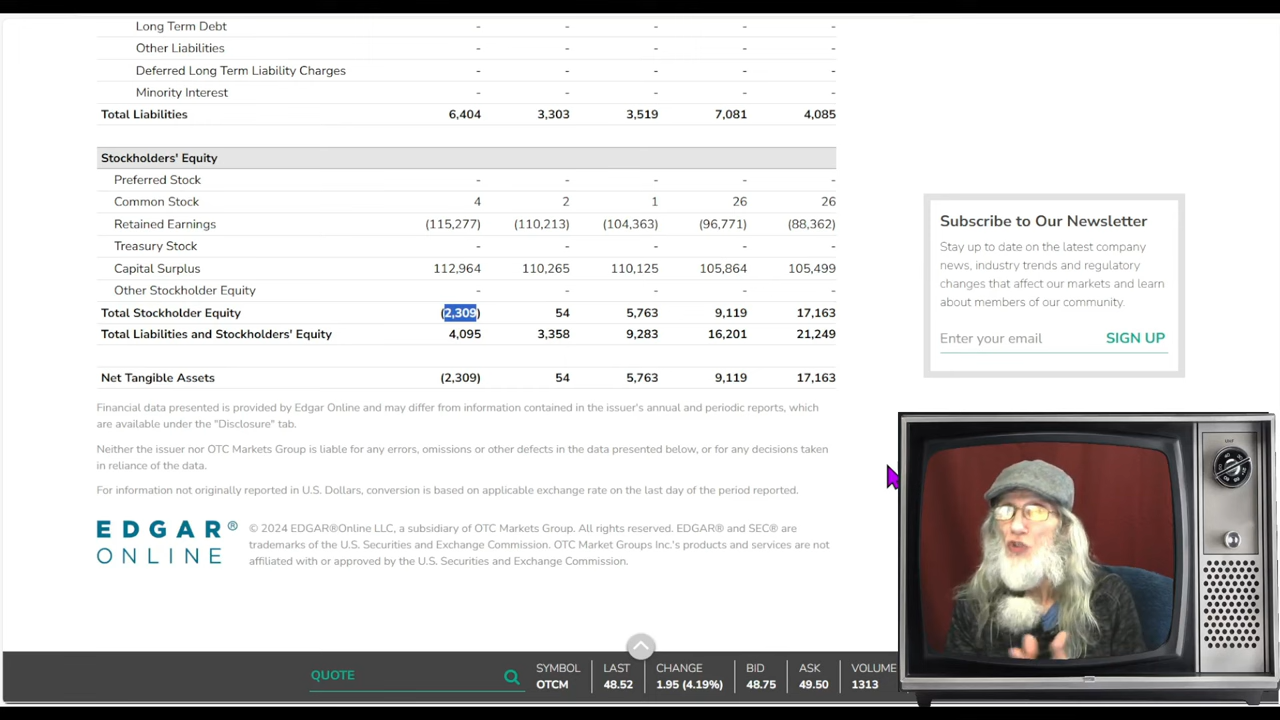 Long Term Debt - - - - -
Other Liabilities - - - - -
Deferred Long Term Liability Charges - - - - -
Minority Interest - - - - -
Total Liabilities 6,404 3,303 3,519 7,081 4,085
Stockholders' Equity
Preferred Stock - - - - -
Common Stock 4 2 1 26 26
Retained Earnings (115,277) (110,213) (104,363) (96,771) (88,362)
Treasury Stock - - - - -
Capital Surplus 112,964 110,265 110,125 105,864 105,499
Other Stockholder Equity - - - - -
Total Stockholder Equity (2,309) 54 5,763 9,119 17,163
Total Liabilities and Stockholders' Equity 4,095 3,358 9,283 16,201 21,249
Net Tangible Assets (2,309) 54 5,763 9,119 17,163
Financial data presented is provided by Edgar Online and may differ from information contained in the issuer's annual and periodic reports, which
are available under the "Disclosure" tab.
Neither the issuer nor OTC Markets Group is liable for any errors, omissions or other defects in the data presented below, or for any decisions taken
in reliance of the data.
For information not originally reported in U.S. Dollars, conversion is based on applicable exchange rate on the last day of the period reported.
EDGAR®
ONLINE
© 2024 EDGAR®Online LLC, a subsidiary of OTC Markets Group. All rights reserved. EDGAR® and SEC® are
trademarks of the U.S. Securities and Exchange Commission. OTC Market Groups Inc.'s products and services are not
affiliated with or approved by the U.S. Securities and Exchange Commission.
Subscribe to Our Newsletter
Stay up to date on the latest company
news, industry trends and regulatory
changes that affect our markets and learn
about members of our community.
Enter your email SIGN UP
QUOTE
SYMBOL LAST CHANGE BID ASK VOLUME
OTCM 48.52 1.95 (4.19%) 48.75 49.50 1313